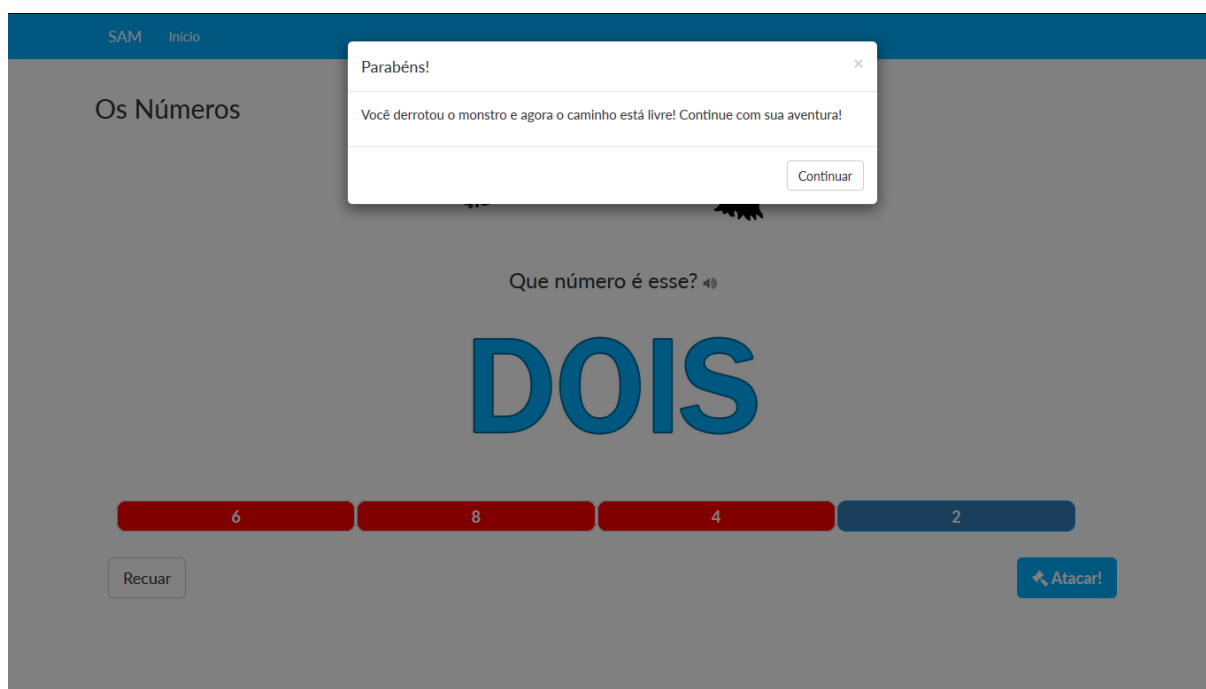 SAM Início
Parabéns! ×
Você derrotou o monstro e agora o caminho está livre! Continue com sua aventura!
Continuar
Os Números
Que número é esse?
DOIS
6 8 4 2
Recuar Atacar!